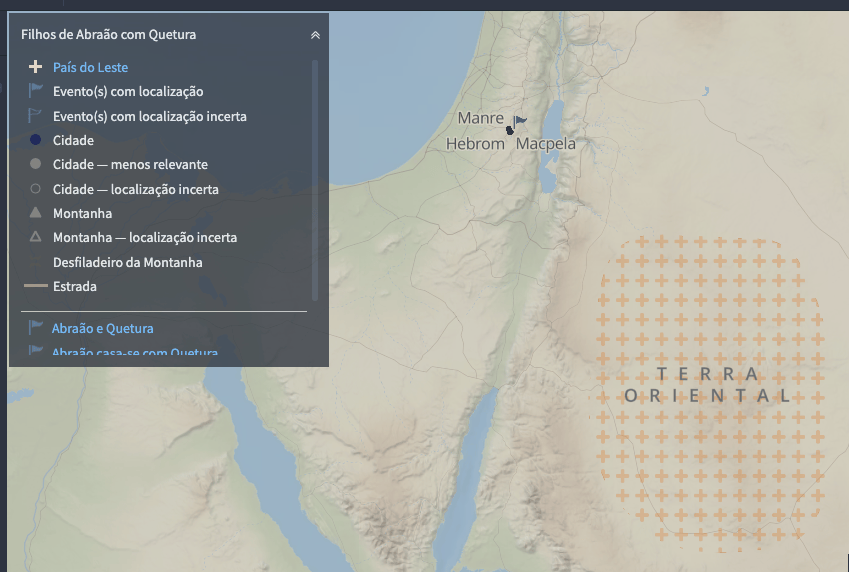 Filhos de Abraão com Quetura
País do Leste
Evento(s) com localização
Evento(s) com localização incerta
Cidade
Cidade — menos relevante
Cidade — localização incerta
Montanha
Montanha — localização incerta
Desfiladeiro da Montanha
Estrada
Abraão e Quetura
Abraão casa-se com Quetura
Manre
Hebrom Macpela
TERRA
ORIENTAL